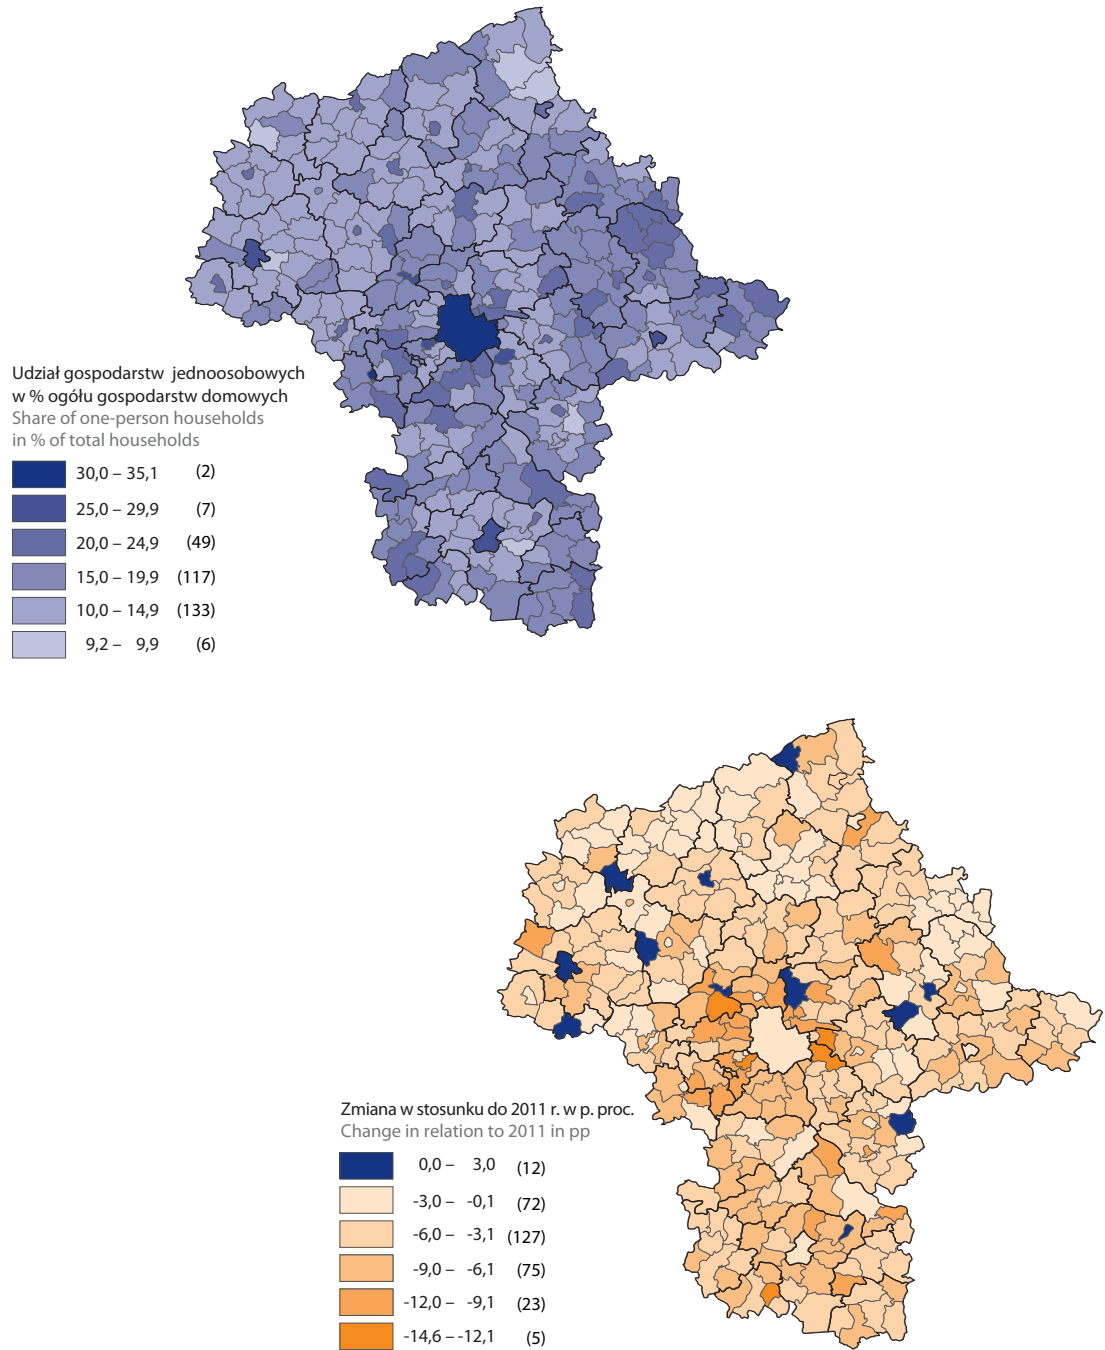 Udział gospodarstw jednoosobowych
w % ogółu gospodarstw domowych
Share of one-person households
in % of total households
30,0 – 35,1 (2)
25,0 – 29,9 (7)
20,0 – 24,9 (49)
15,0 – 19,9 (117)
10,0 – 14,9 (133)
9,2 – 9,9 (6)
Zmiana w stosunku do 2011 r. w p. proc.
Change in relation to 2011 in pp
0,0 – 3,0 (12)
-3,0 – -0,1 (72)
-6,0 – -3,1 (127)
-9,0 – -6,1 (75)
-12,0 – -9,1 (23)
-14,6 – -12,1 (5)